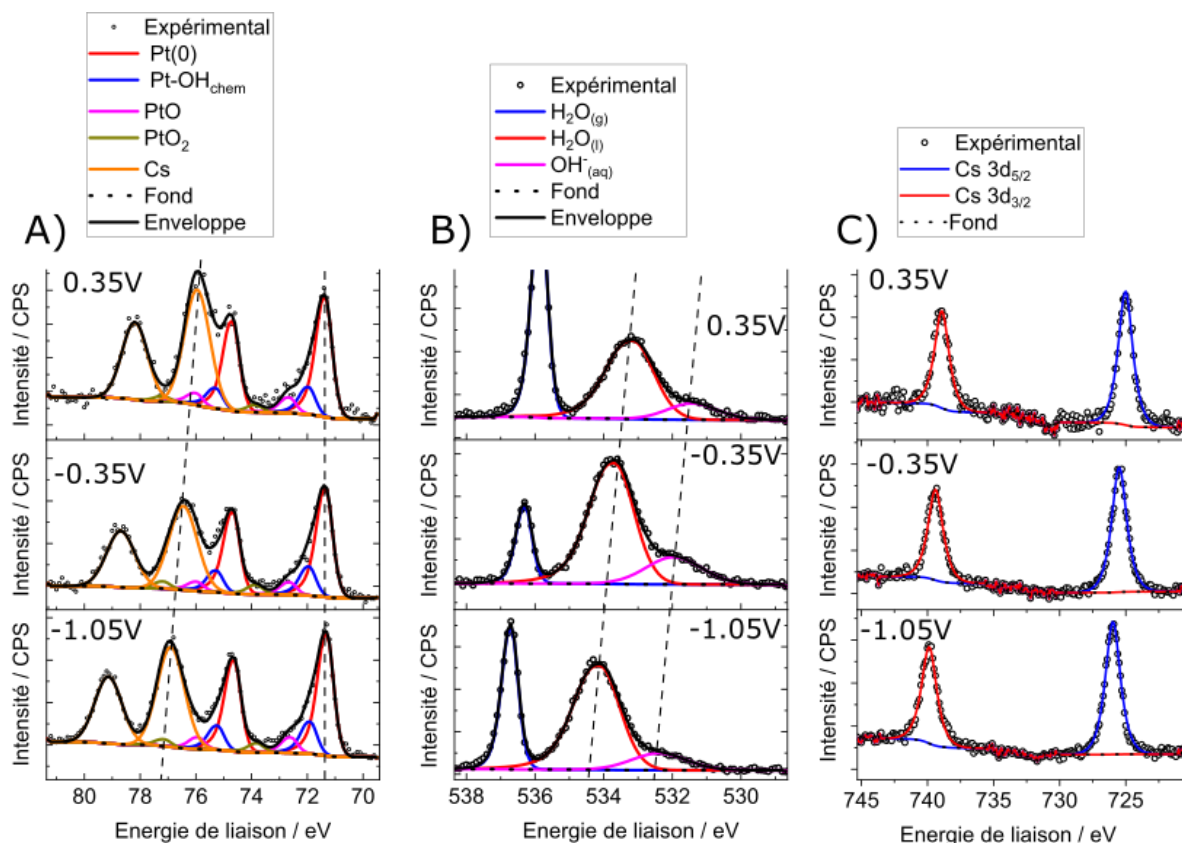 Expérimental
Pt(0)
Pt-OHchem
PtO
PtO2
Cs
Fond
Enveloppe
A)
Expérimental
H2O(g)
H2O(l)
OH-(aq)
Fond
Enveloppe
B)
Expérimental
Cs 3d5/2
Cs 3d3/2
Fond
C)
0.35V
-0.35V
-1.05V
Intensité / CPS
Intensité / CPS
Intensité / CPS
80 78 76 74 72 70
Energie de liaison / eV
0.35V
-0.35V
-1.05V
Intensité / CPS
Intensité / CPS
Intensité / CPS
538 536 534 532 530
Energie de liaison / eV
0.35V
-0.35V
-1.05V
Intensité / CPS
Intensité / CPS
Intensité / CPS
745 740 735 730 725
Energie de liaison / eV